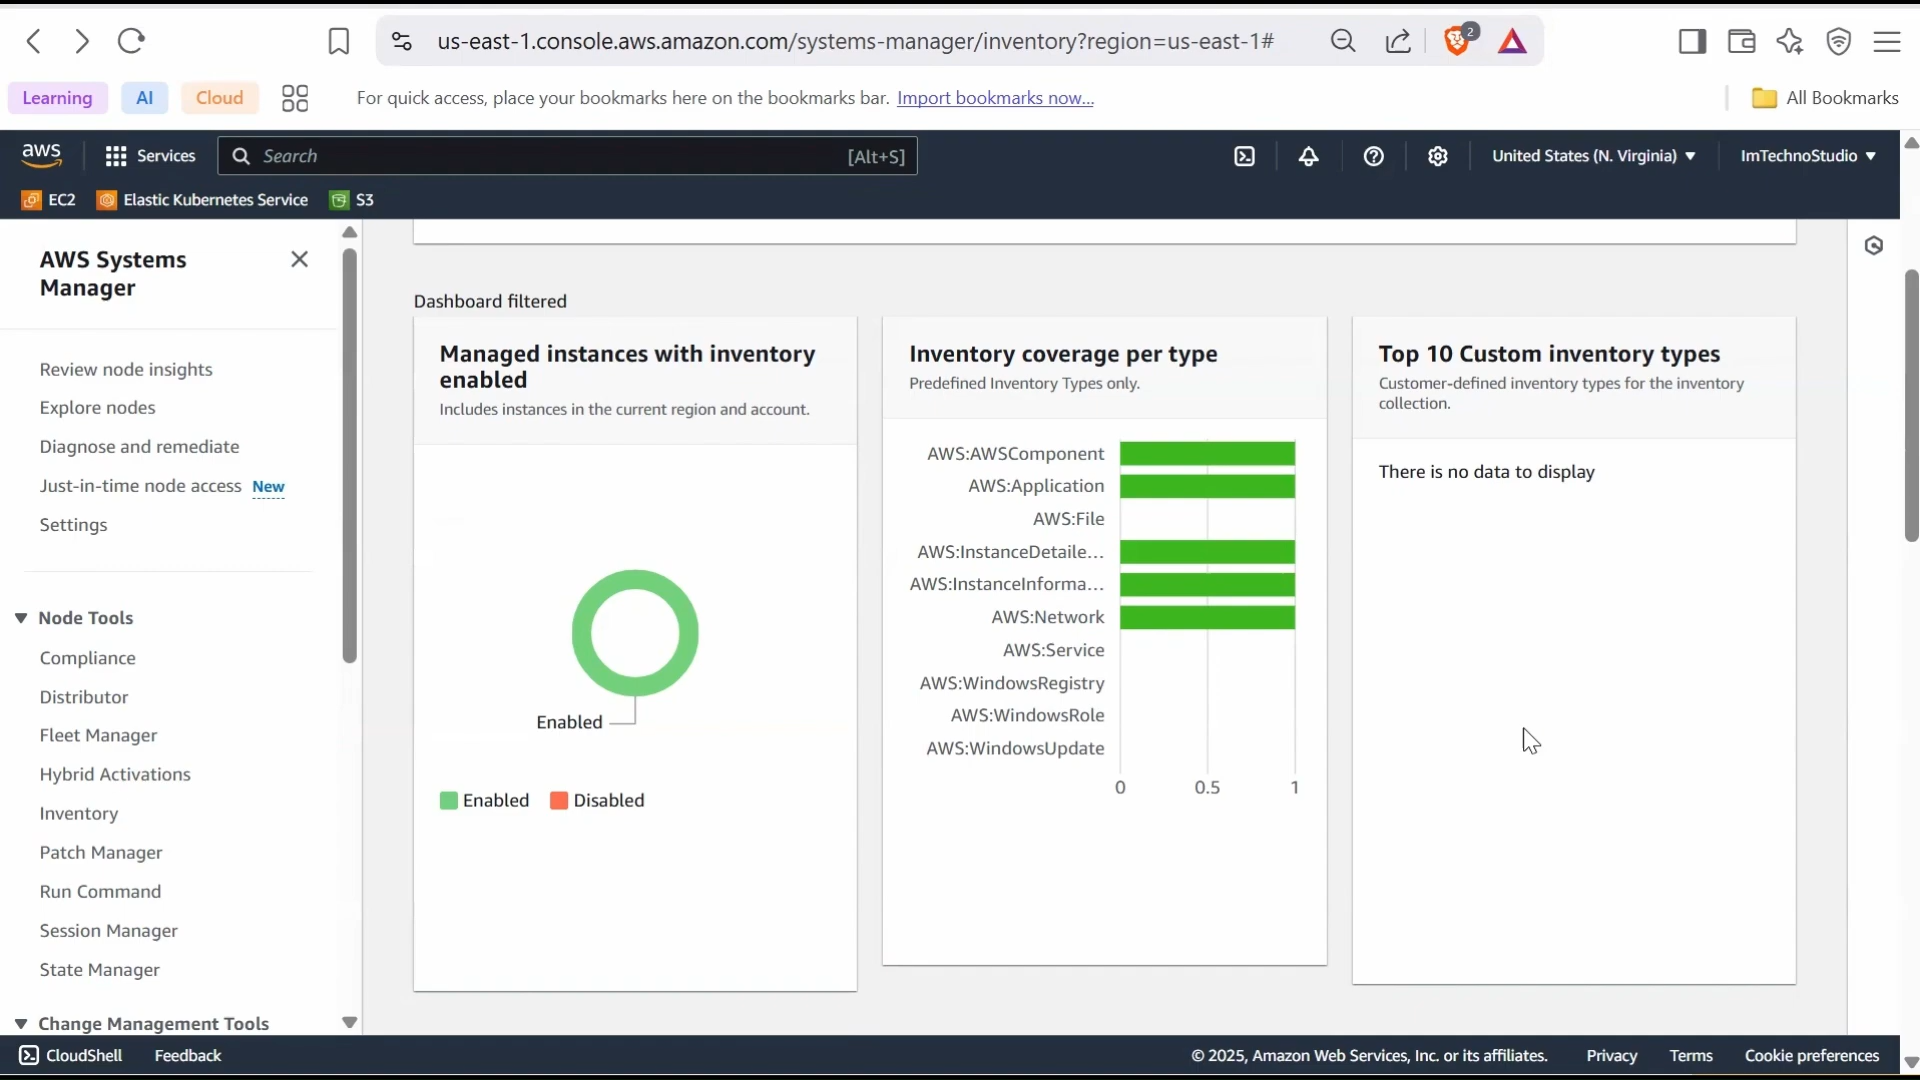 us-east-1.console.aws.amazon.com/systems-manager/inventory?region=us-east-1#
2
Learning
AI
Cloud
For quick access, place your bookmarks here on the bookmarks bar. Import bookmarks now...
All Bookmarks
aws
Services
Search
[Alt+S]
United States (N. Virginia)
ImTechnoStudio
EC2
Elastic Kubernetes Service
S3
AWS Systems
Manager
Review node insights
Explore nodes
Diagnose and remediate
Just-in-time node access New
Settings
Node Tools
Compliance
Distributor
Fleet Manager
Hybrid Activations
Inventory
Patch Manager
Run Command
Session Manager
State Manager
Change Management Tools
Dashboard filtered
Managed instances with inventory
enabled
Includes instances in the current region and account.
Enabled
Enabled
Disabled
Inventory coverage per type
Predefined Inventory Types only.
AWS:AWSComponent
AWS:Application
AWS:File
AWS:InstanceDetaile...
AWS:InstanceInforma...
AWS:Network
AWS:Service
AWS:WindowsRegistry
AWS:WindowsRole
AWS:WindowsUpdate
0 0.5 1
Top 10 Custom inventory types
Customer-defined inventory types for the inventory
collection.
There is no data to display
CloudShell
Feedback
© 2025, Amazon Web Services, Inc. or its affiliates.
Privacy
Terms
Cookie preferences